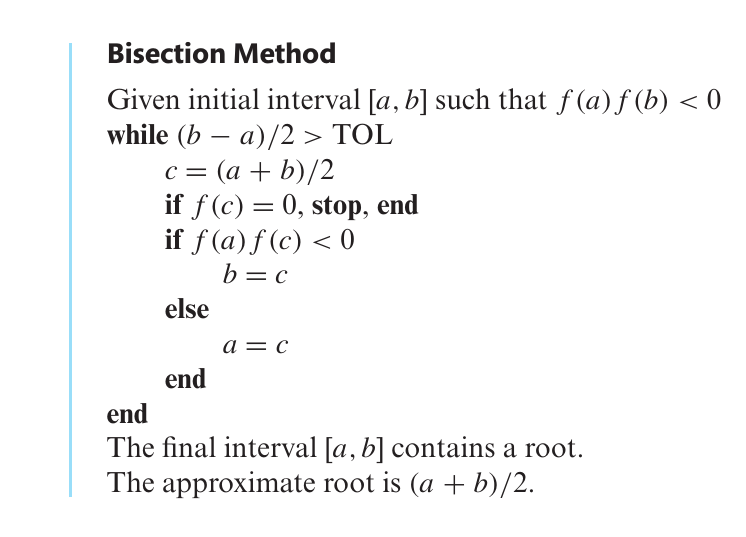 Bisection Method
Given initial interval [a, b] such that f(a)f(b) < 0
while (b − a)/2 > TOL
c = (a + b)/2
if f(c) = 0, stop, end
if f(a)f(c) < 0
b = c
else
a = c
end
end
The final interval [a, b] contains a root.
The approximate root is (a + b)/2.